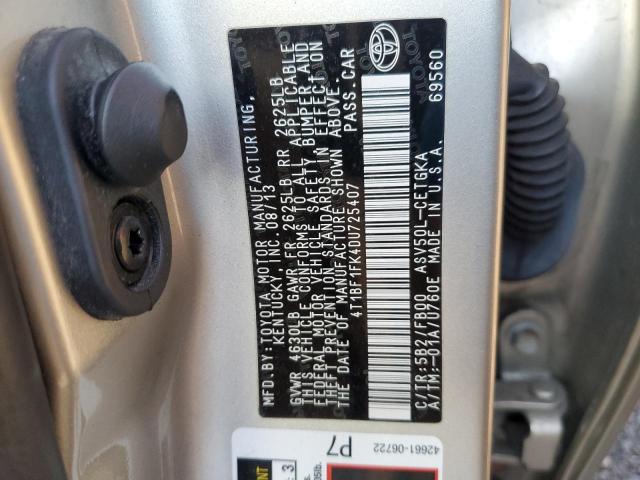 MFD.BY:TOYOTA MOTOR MANUFACTURING,
KENTUCKY, INC. 08/13
GVWR 4630LB GAWR FR 2625LB RR 2625LB
THIS VEHICLE CONFORMS TO ALL APPLICABLE
FEDERAL MOTOR VEHICLE SAFETY, BUMPER AND
THEFT PREVENTION STANDARDS IN EFFECT ON
THE DATE OF MANUFACTURE SHOWN ABOVE.
4T1BF1FK4DU725407 PASS.CAR
C/TR:5B2/FB00 ASV50L-CETGKA 69560
A/TM:-01A/U760E MADE IN U.S.A.
TOYOTA
42661-06722
P7